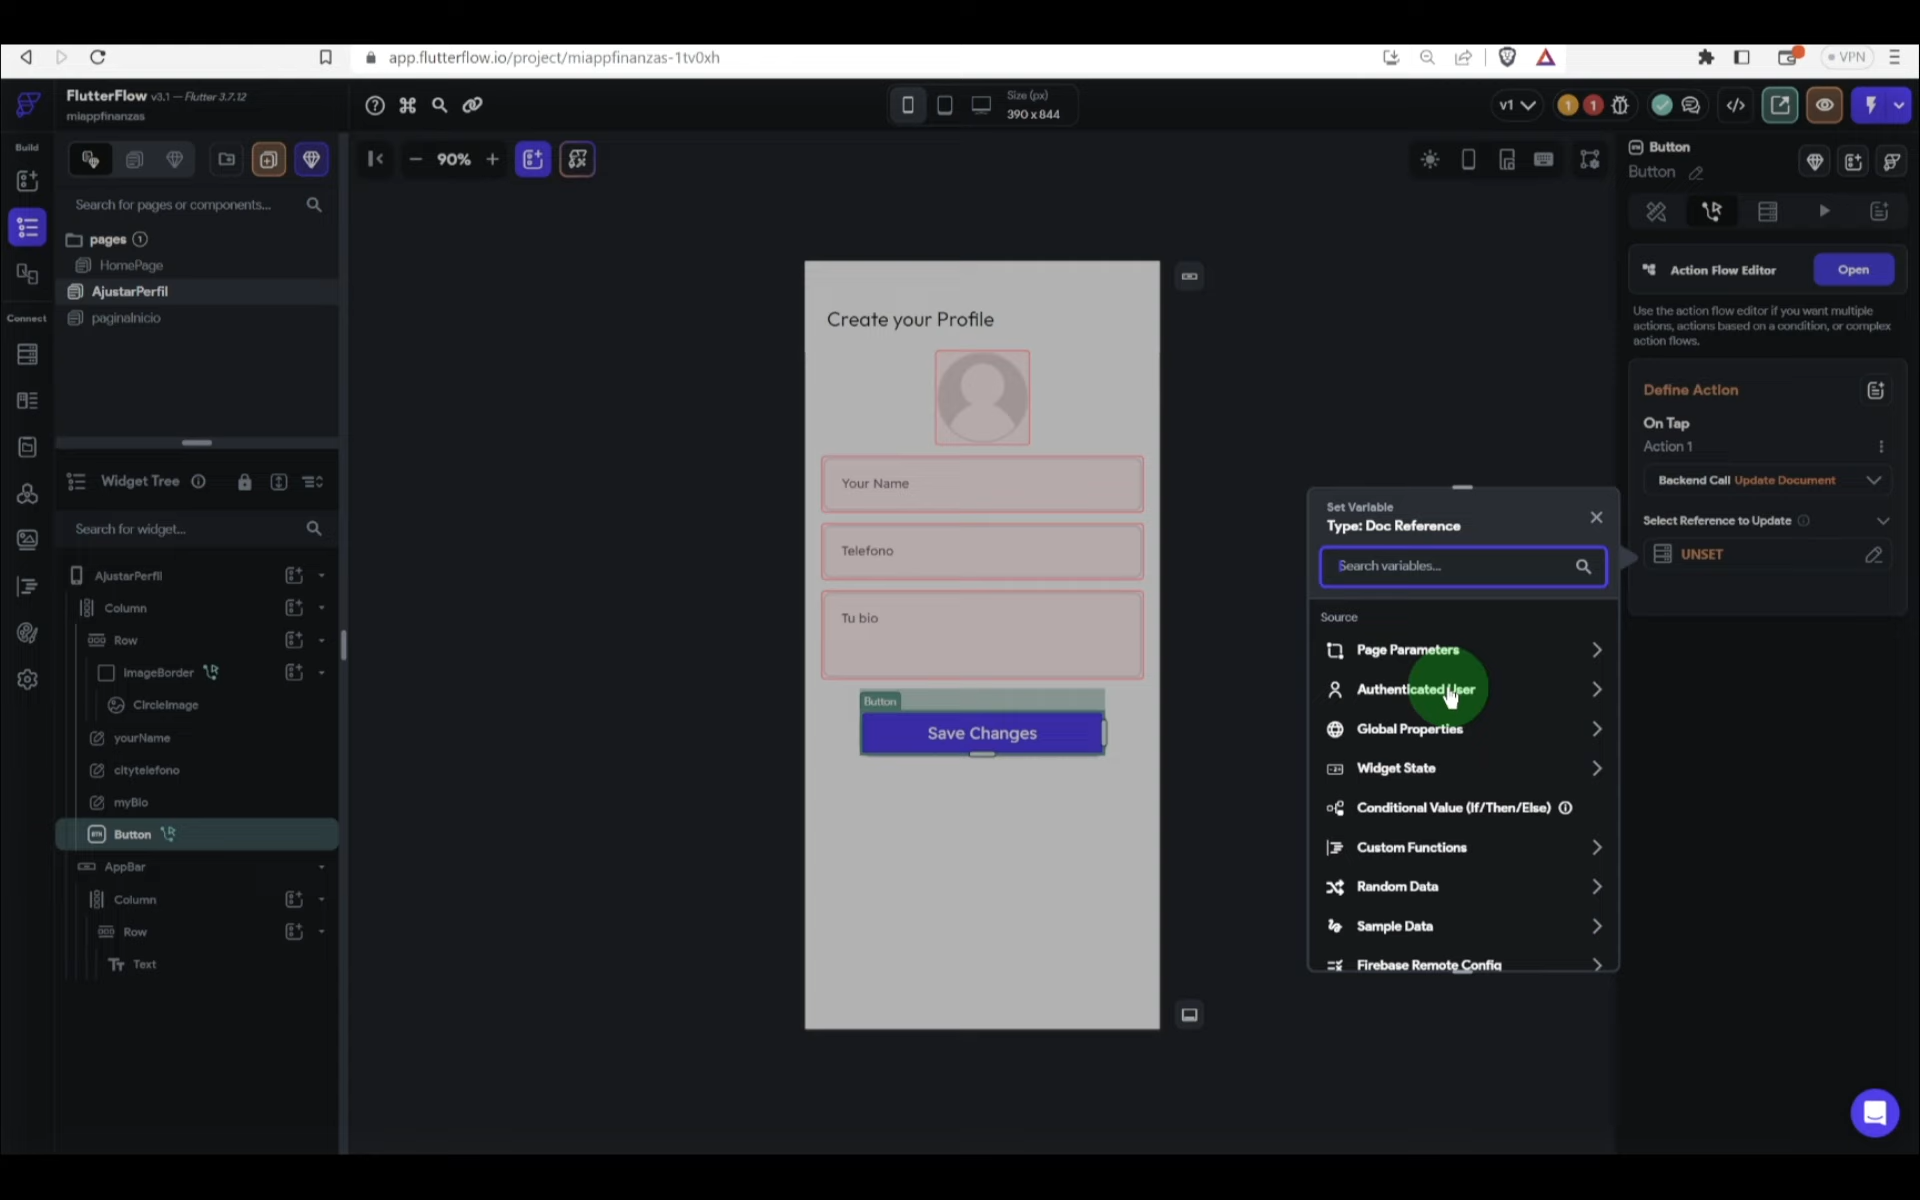 app.flutterflow.io/project/miappfinanzas-1tv0xh
VPN
FlutterFlow v3.1 — Flutter 3.7.12
miappfinanzas
Size (px)
390 x 844
v1
1
1
Build
90%
Button
Button
Search for pages or components...
pages 1
HomePage
AjustarPerfil
paginaInicio
Connect
Action Flow Editor
Open
Use the action flow editor if you want multiple
actions, actions based on a condition, or complex
action flows.
Define Action
On Tap
Action 1
Backend Call Update Document
Select Reference to Update
UNSET
Create your Profile
Your Name
Telefono
Tu bio
Button
Save Changes
Set Variable
Type: Doc Reference
Search variables...
Source
Page Parameters
Authenticated User
Global Properties
Widget State
Conditional Value (If/Then/Else)
Custom Functions
Random Data
Sample Data
Firebase Remote Config
Widget Tree
Search for widget...
AjustarPerfil
Column
Row
ImageBorder
CircleImage
yourName
citytelefono
myBio
BTN Button
AppBar
Column
Row
Tt Text